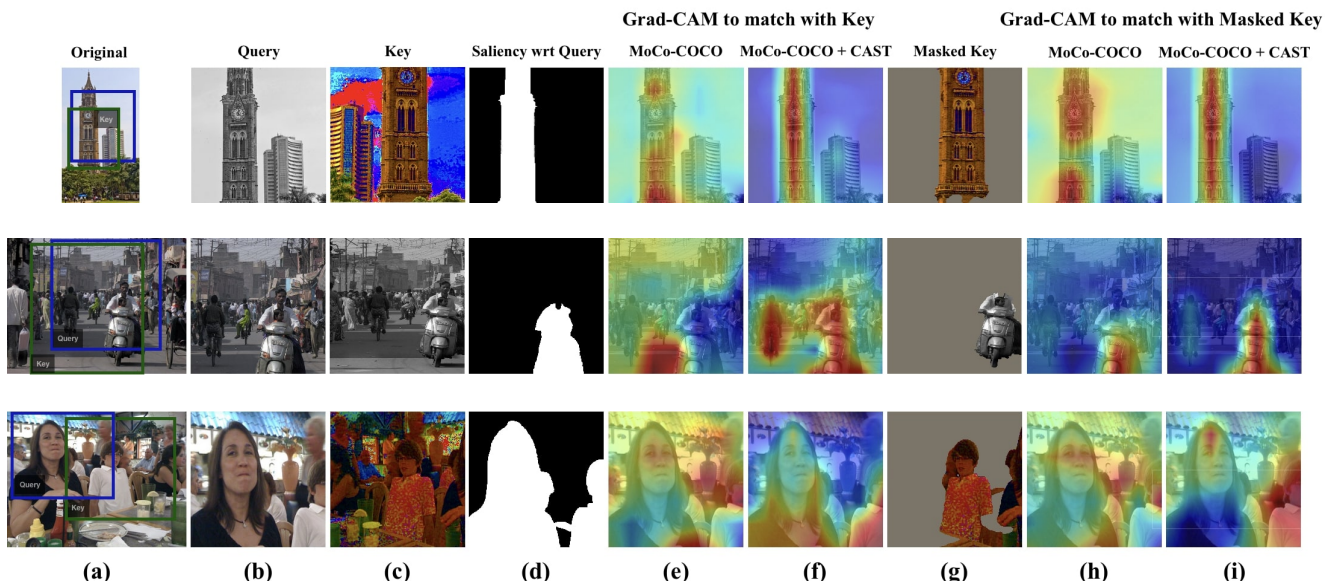 Grad-CAM to match with Key Grad-CAM to match with Masked Key
Original Query Key Saliency wrt Query MoCo-COCO MoCo-COCO + CAST Masked Key MoCo-COCO MoCo-COCO + CAST
Key
Query
Key
Query
Key
(a) (b) (c) (d) (e) (f) (g) (h) (i)